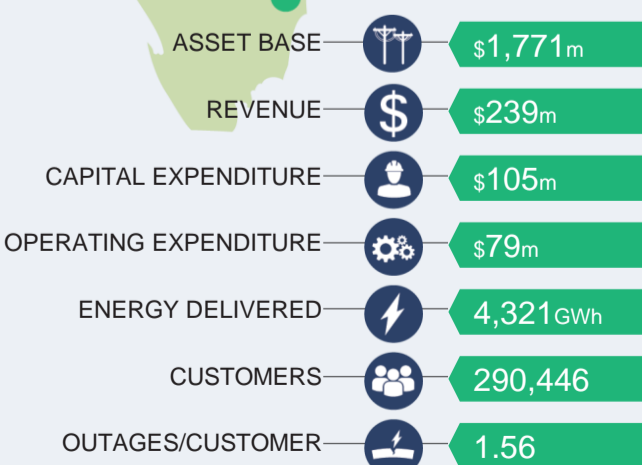 ASSET BASE $1,771m
REVENUE $239m
CAPITAL EXPENDITURE $105m
OPERATING EXPENDITURE $79m
ENERGY DELIVERED 4,321GWh
CUSTOMERS 290,446
OUTAGES/CUSTOMER 1.56